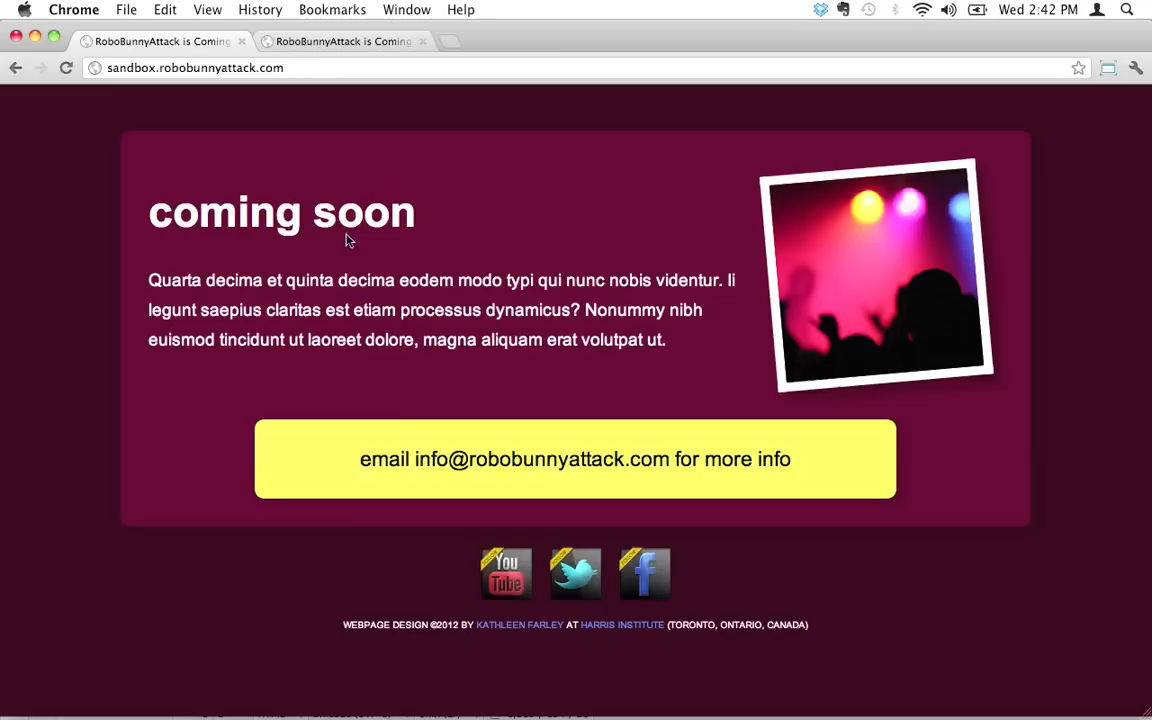 Chrome File Edit View History Bookmarks Window Help Wed 2:42 PM
RoboBunnyAttack is Coming RoboBunnyAttack is Coming
sandbox.robobunnyattack.com
coming soon
Quarta decima et quinta decima eodem modo typi qui nunc nobis videntur. Ii
legunt saepius claritas est etiam processus dynamicus? Nonummy nibh
euismod tincidunt ut laoreet dolore, magna aliquam erat volutpat ut.
email info@robobunnyattack.com for more info
You
Tube
WEBPAGE DESIGN ©2012 BY KATHLEEN FARLEY AT HARRIS INSTITUTE (TORONTO, ONTARIO, CANADA)